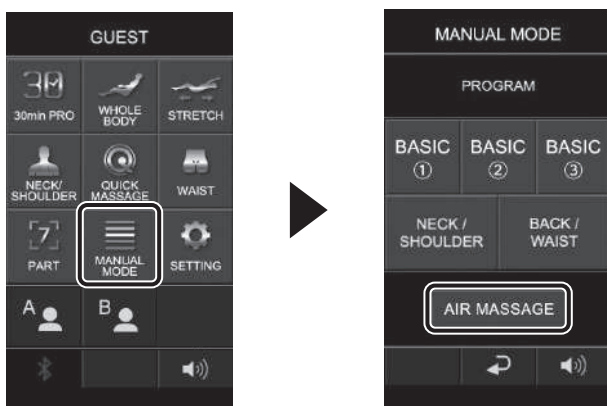 GUEST
30
30min PRO
WHOLE
BODY
STRETCH
NECK/
SHOULDER
QUICK
MASSAGE
WAIST
7
PART
MANUAL
MODE
SETTING
A
B
MANUAL MODE
PROGRAM
BASIC
①
BASIC
②
BASIC
③
NECK /
SHOULDER
BACK /
WAIST
AIR MASSAGE